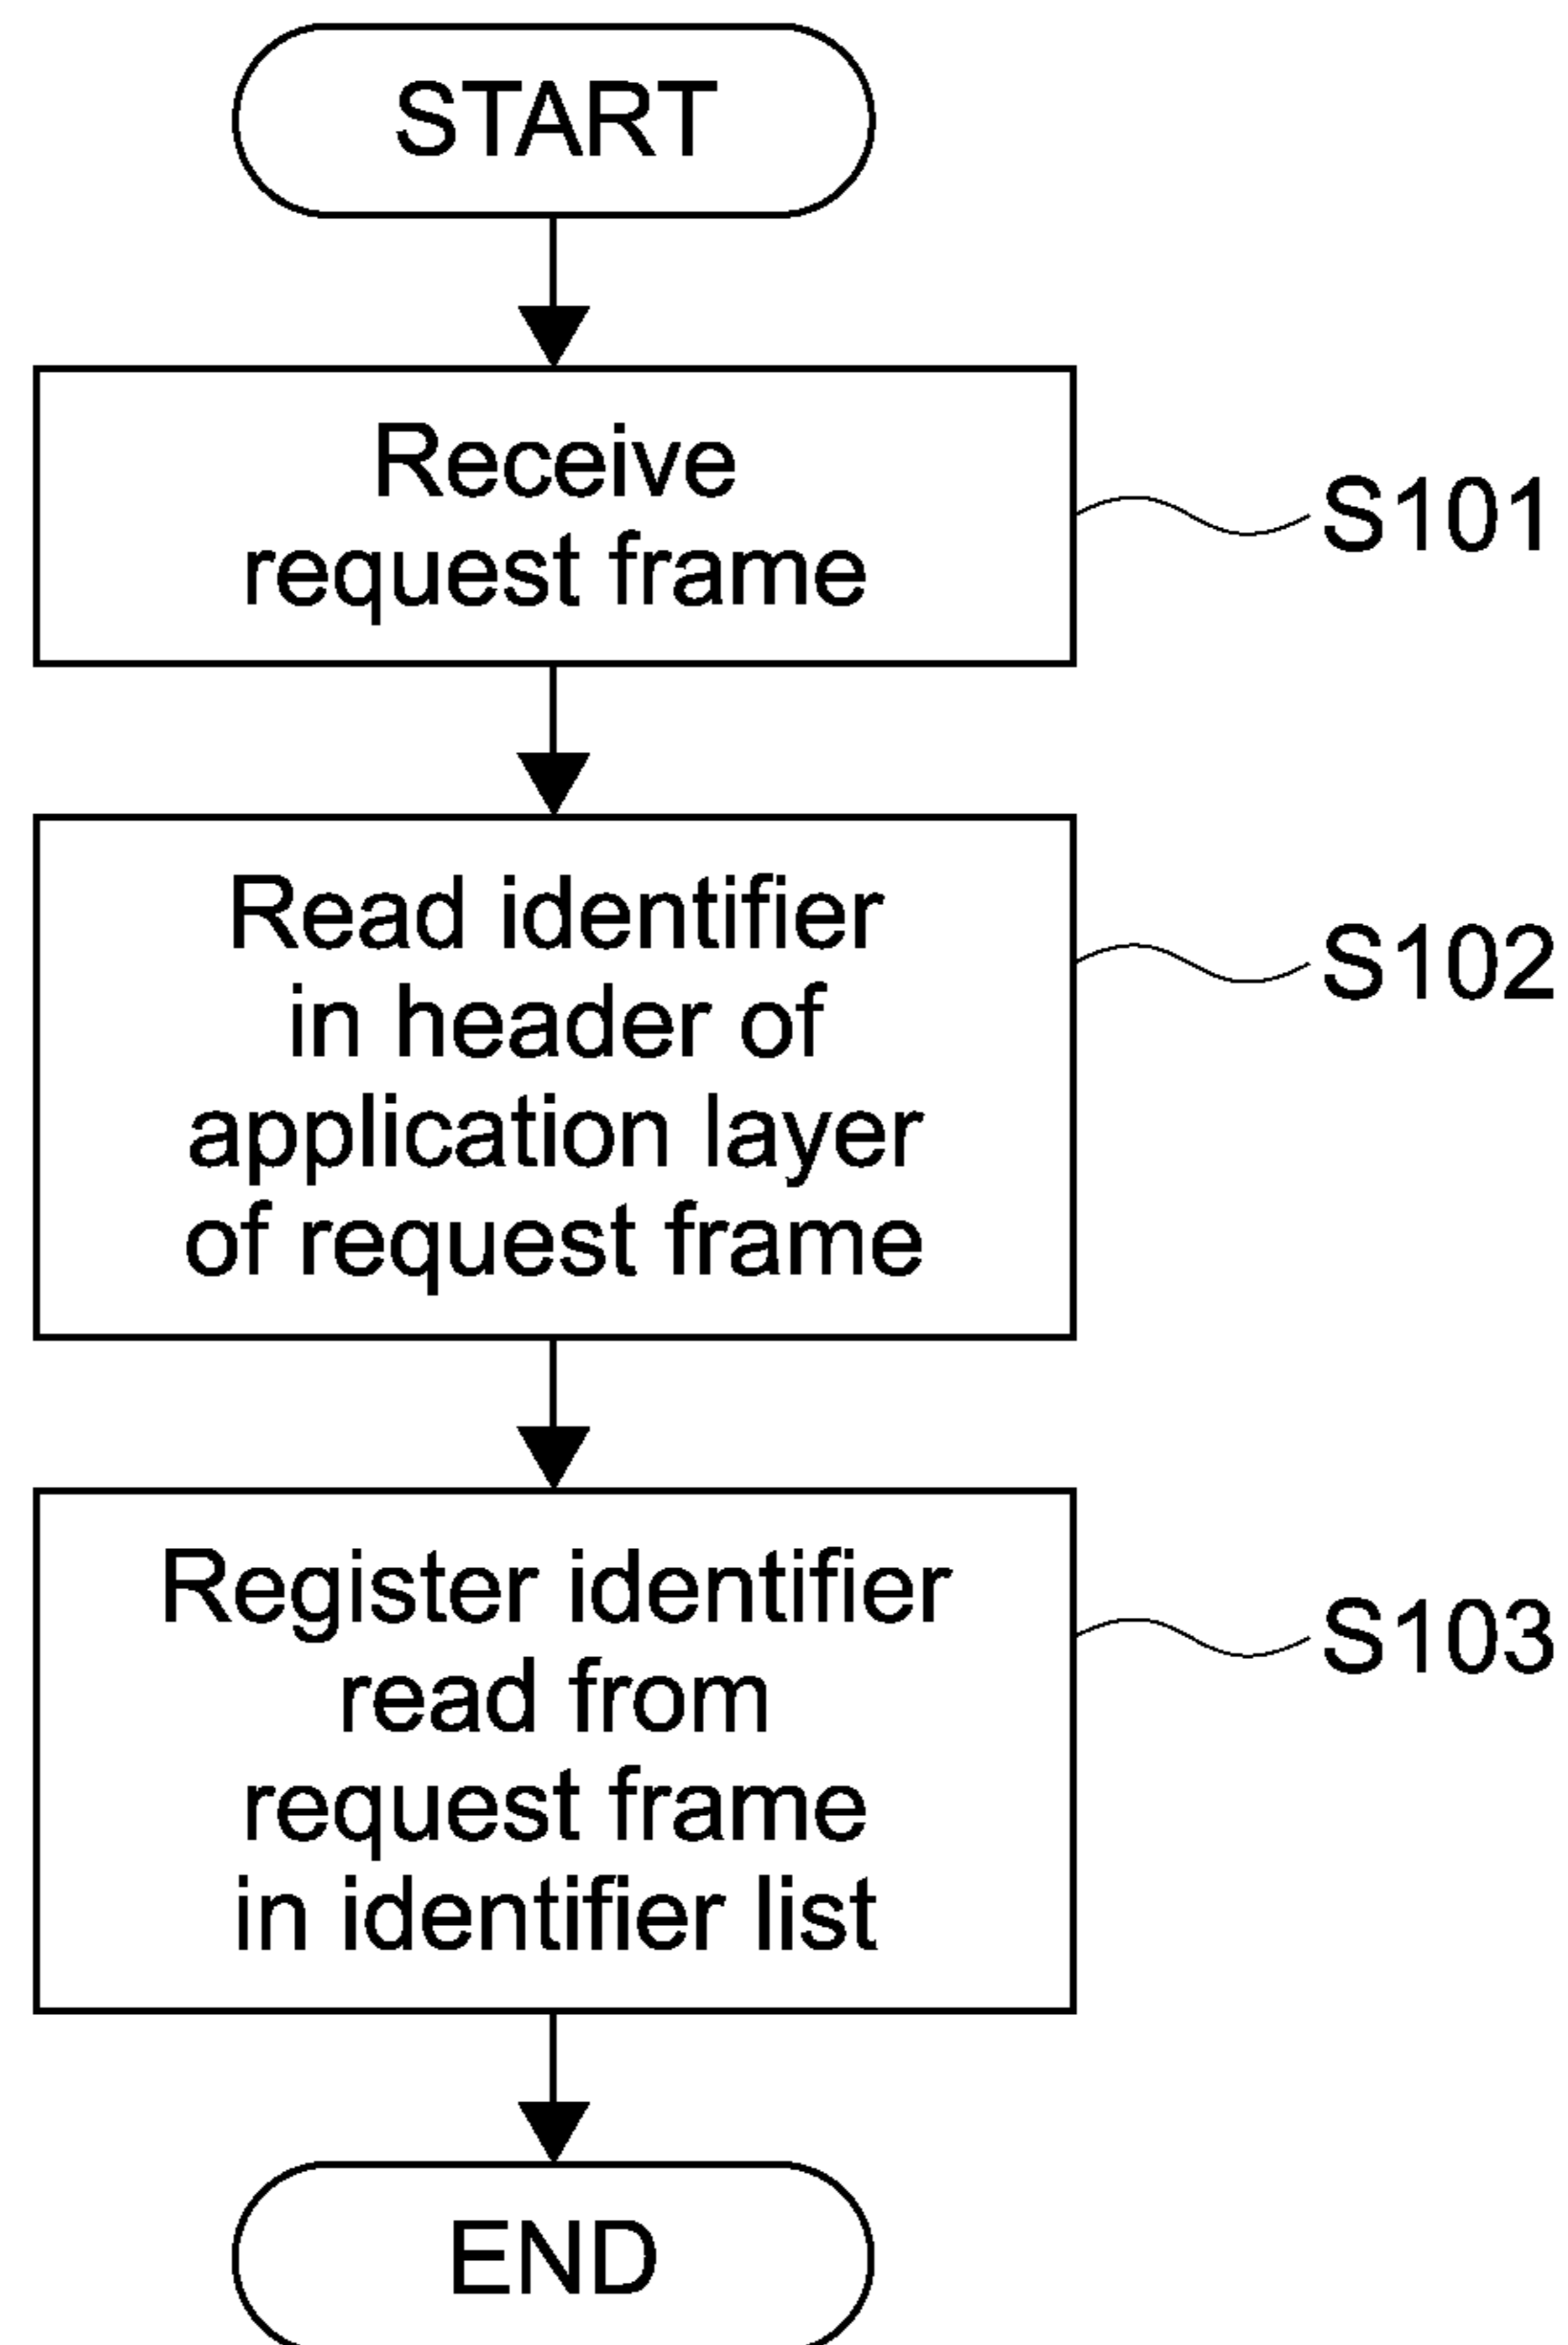 START
Receive
request frame
S101
Read identifier
in header of
application layer
of request frame
S102
Register identifier
read from
request frame
in identifier list
S103
END